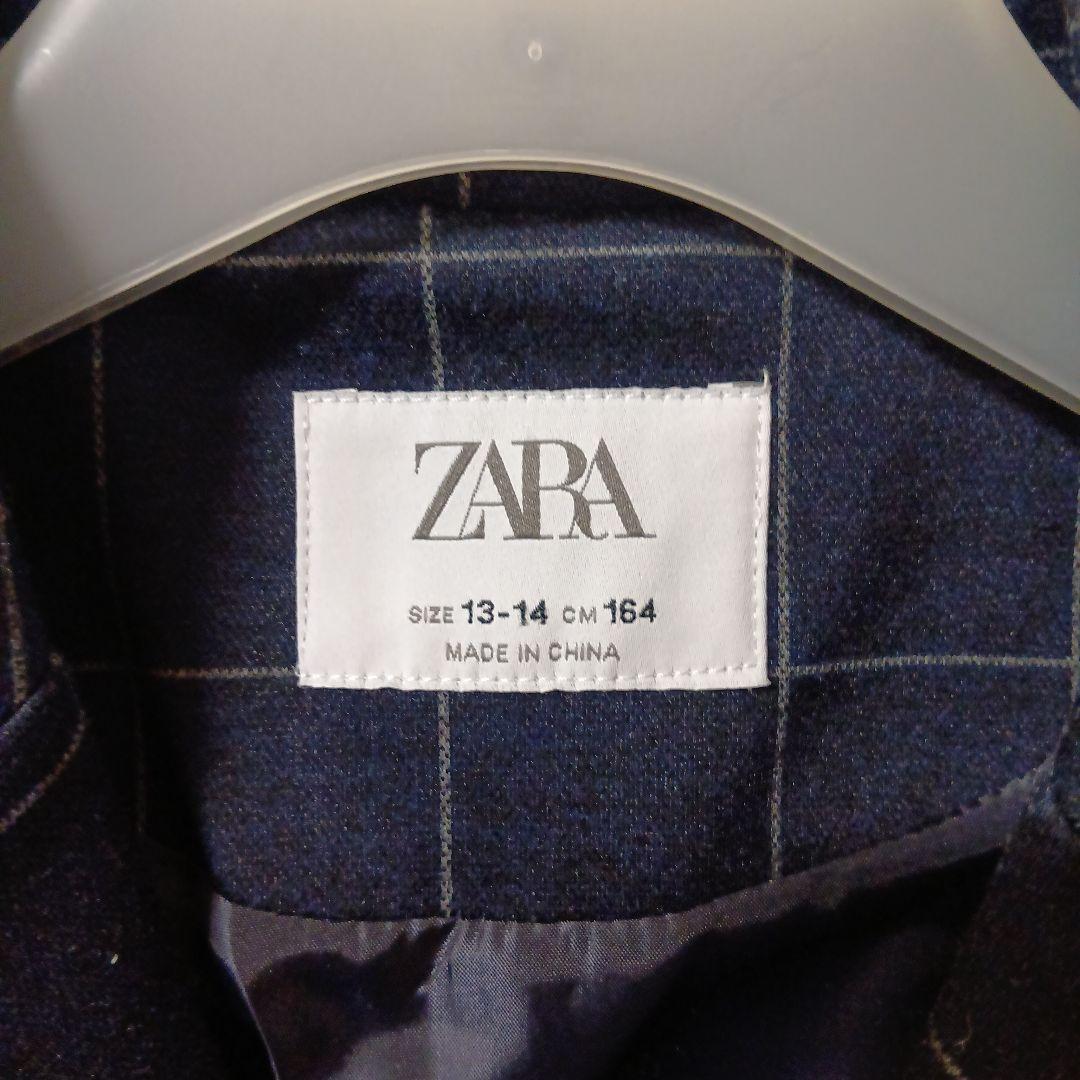 ZARA
SIZE 13-14 CM 164
MADE IN CHINA